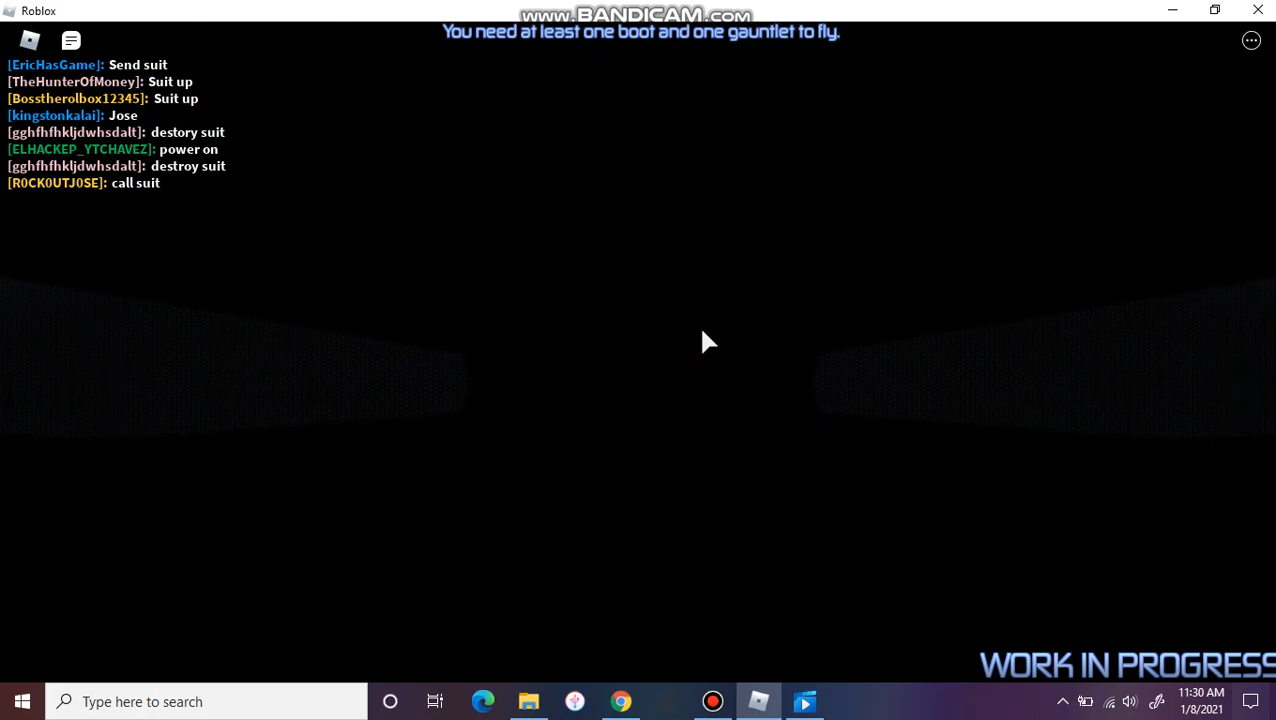 Roblox
www.BANDICAM.com
You need at least one boot and one gauntlet to fly.
[EricHasGame]: Send suit
[TheHunterOfMoney]: Suit up
[Bosstherolbox12345]: Suit up
[kingstonkalai]: Jose
[gghfhfhkljdwhsdalt]: destory suit
[ELHACKEP_YTCHAVEZ]: power on
[gghfhfhkljdwhsdalt]: destroy suit
[R0CK0UTJ0SE]: call suit
WORK IN PROGRESS
Type here to search
11:30 AM
1/8/2021